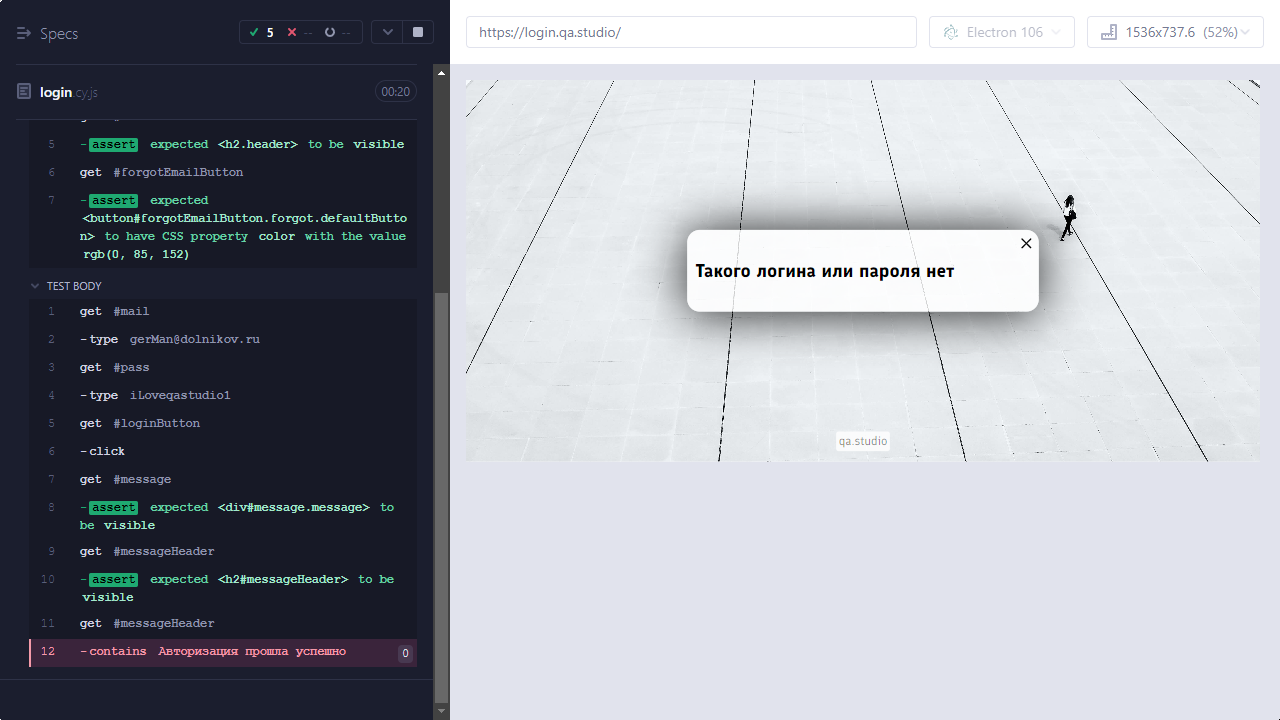 Specs
5
--
--
https://login.qa.studio/
Electron 106
1536x737.6 (52%)
login.cy.js
00:20
5 -assert expected <h2.header> to be visible
6 get #forgotEmailButton
7 -assert expected
<button#forgotEmailButton.forgot.defaultButto
n> to have CSS property color with the value
rgb(0, 85, 152)
TEST BODY
1 get #mail
2 -type gerMan@dolnikov.ru
3 get #pass
4 -type iLoveqastudio1
5 get #loginButton
6 -click
7 get #message
8 -assert expected <div#message.message> to
be visible
9 get #messageHeader
10 -assert expected <h2#messageHeader> to be
visible
11 get #messageHeader
12 -contains Авторизация прошла успешно 0
Такого логина или пароля нет
qa.studio